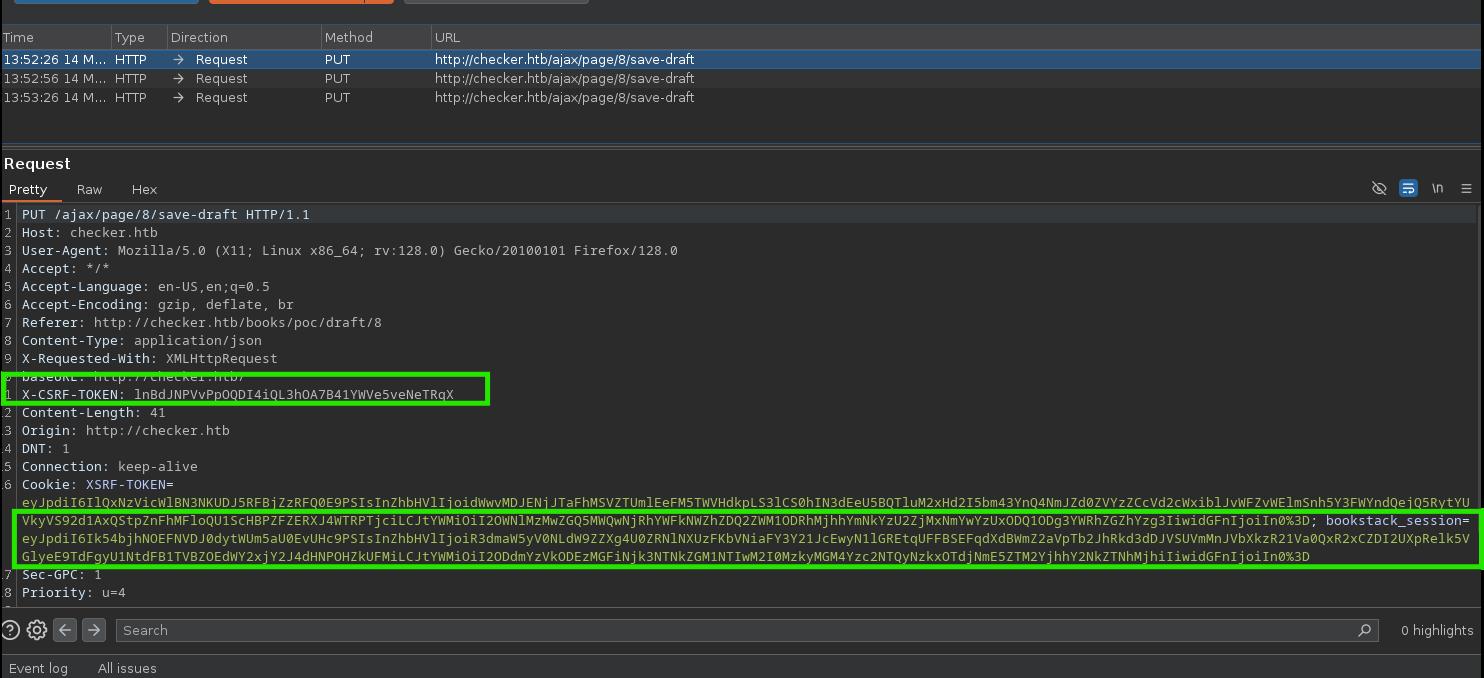 Time Type Direction Method URL
13:52:26 14 M... HTTP → Request PUT http://checker.htb/ajax/page/8/save-draft
13:52:56 14 M... HTTP → Request PUT http://checker.htb/ajax/page/8/save-draft
13:53:26 14 M... HTTP → Request PUT http://checker.htb/ajax/page/8/save-draft
Request
Pretty Raw Hex
\n
1 PUT /ajax/page/8/save-draft HTTP/1.1
2 Host: checker.htb
3 User-Agent: Mozilla/5.0 (X11; Linux x86_64; rv:128.0) Gecko/20100101 Firefox/128.0
4 Accept: */*
5 Accept-Language: en-US,en;q=0.5
6 Accept-Encoding: gzip, deflate, br
7 Referer: http://checker.htb/books/poc/draft/8
8 Content-Type: application/json
9 X-Requested-With: XMLHttpRequest
0 baseURL: http://checker.htb/
1 X-CSRF-TOKEN: lnBdJNPVvPpOQDI4iQL3hOA7B41YWVe5veNeTRqX
2 Content-Length: 41
3 Origin: http://checker.htb
4 DNT: 1
5 Connection: keep-alive
6 Cookie: XSRF-TOKEN=
; bookstack_session=
7 Sec-GPC: 1
8 Priority: u=4
Search 0 highlights
Event log All issues